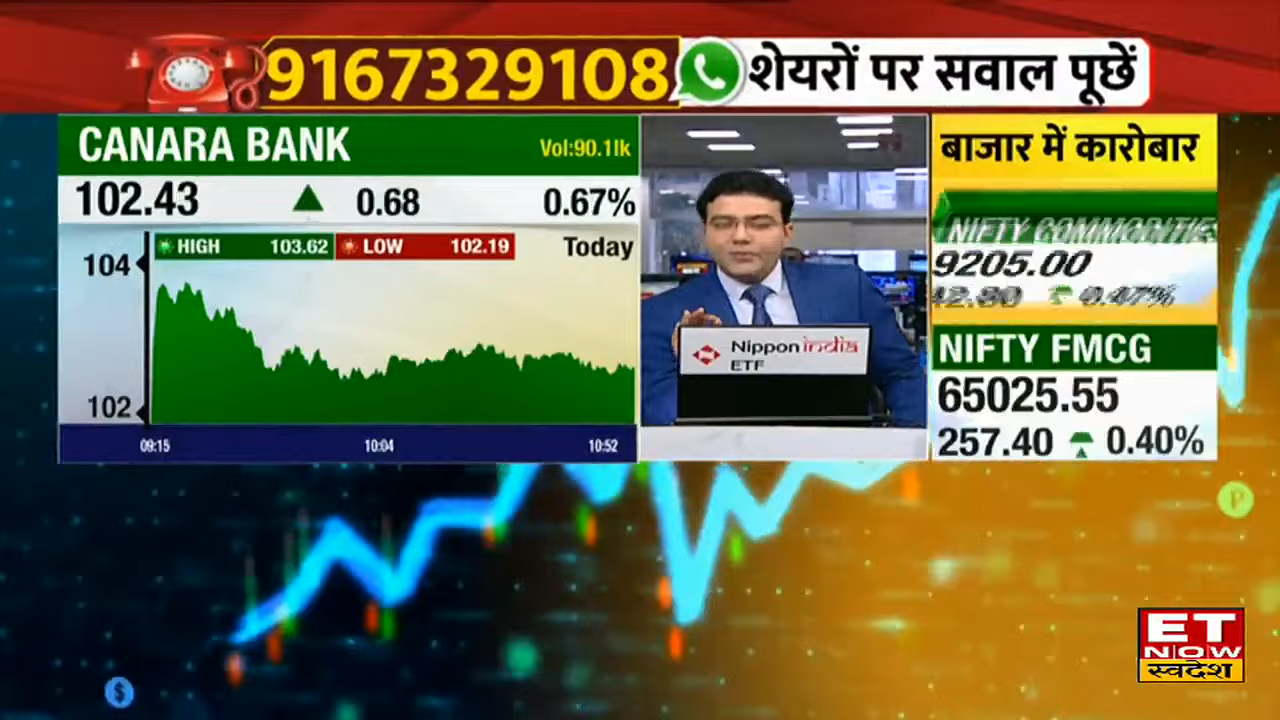 9167329108 शेयरों पर सवाल पूछें
CANARA BANK Vol:90.1lk
102.43 0.68 0.67%
HIGH 103.62 LOW 102.19 Today
104
102
09:15 10:04 10:52
Nippon india
ETF
बाजार में कारोबार
NIFTY COMMODITIE
9205.00
0.47%
NIFTY FMCG
65025.55
257.40 0.40%
ET
NOW
स्वदेश